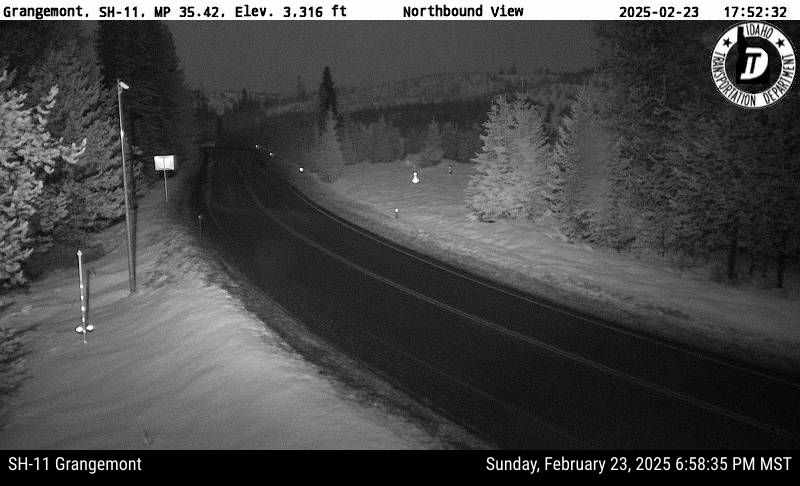 Grangemont, SH-11, MP 35.42, Elev. 3,316 ft Northbound View 2025-02-23 17:52:32
IDAHO
TRANSPORTATION DEPARTMENT
SH-11 Grangemont Sunday, February 23, 2025 6:58:35 PM MST